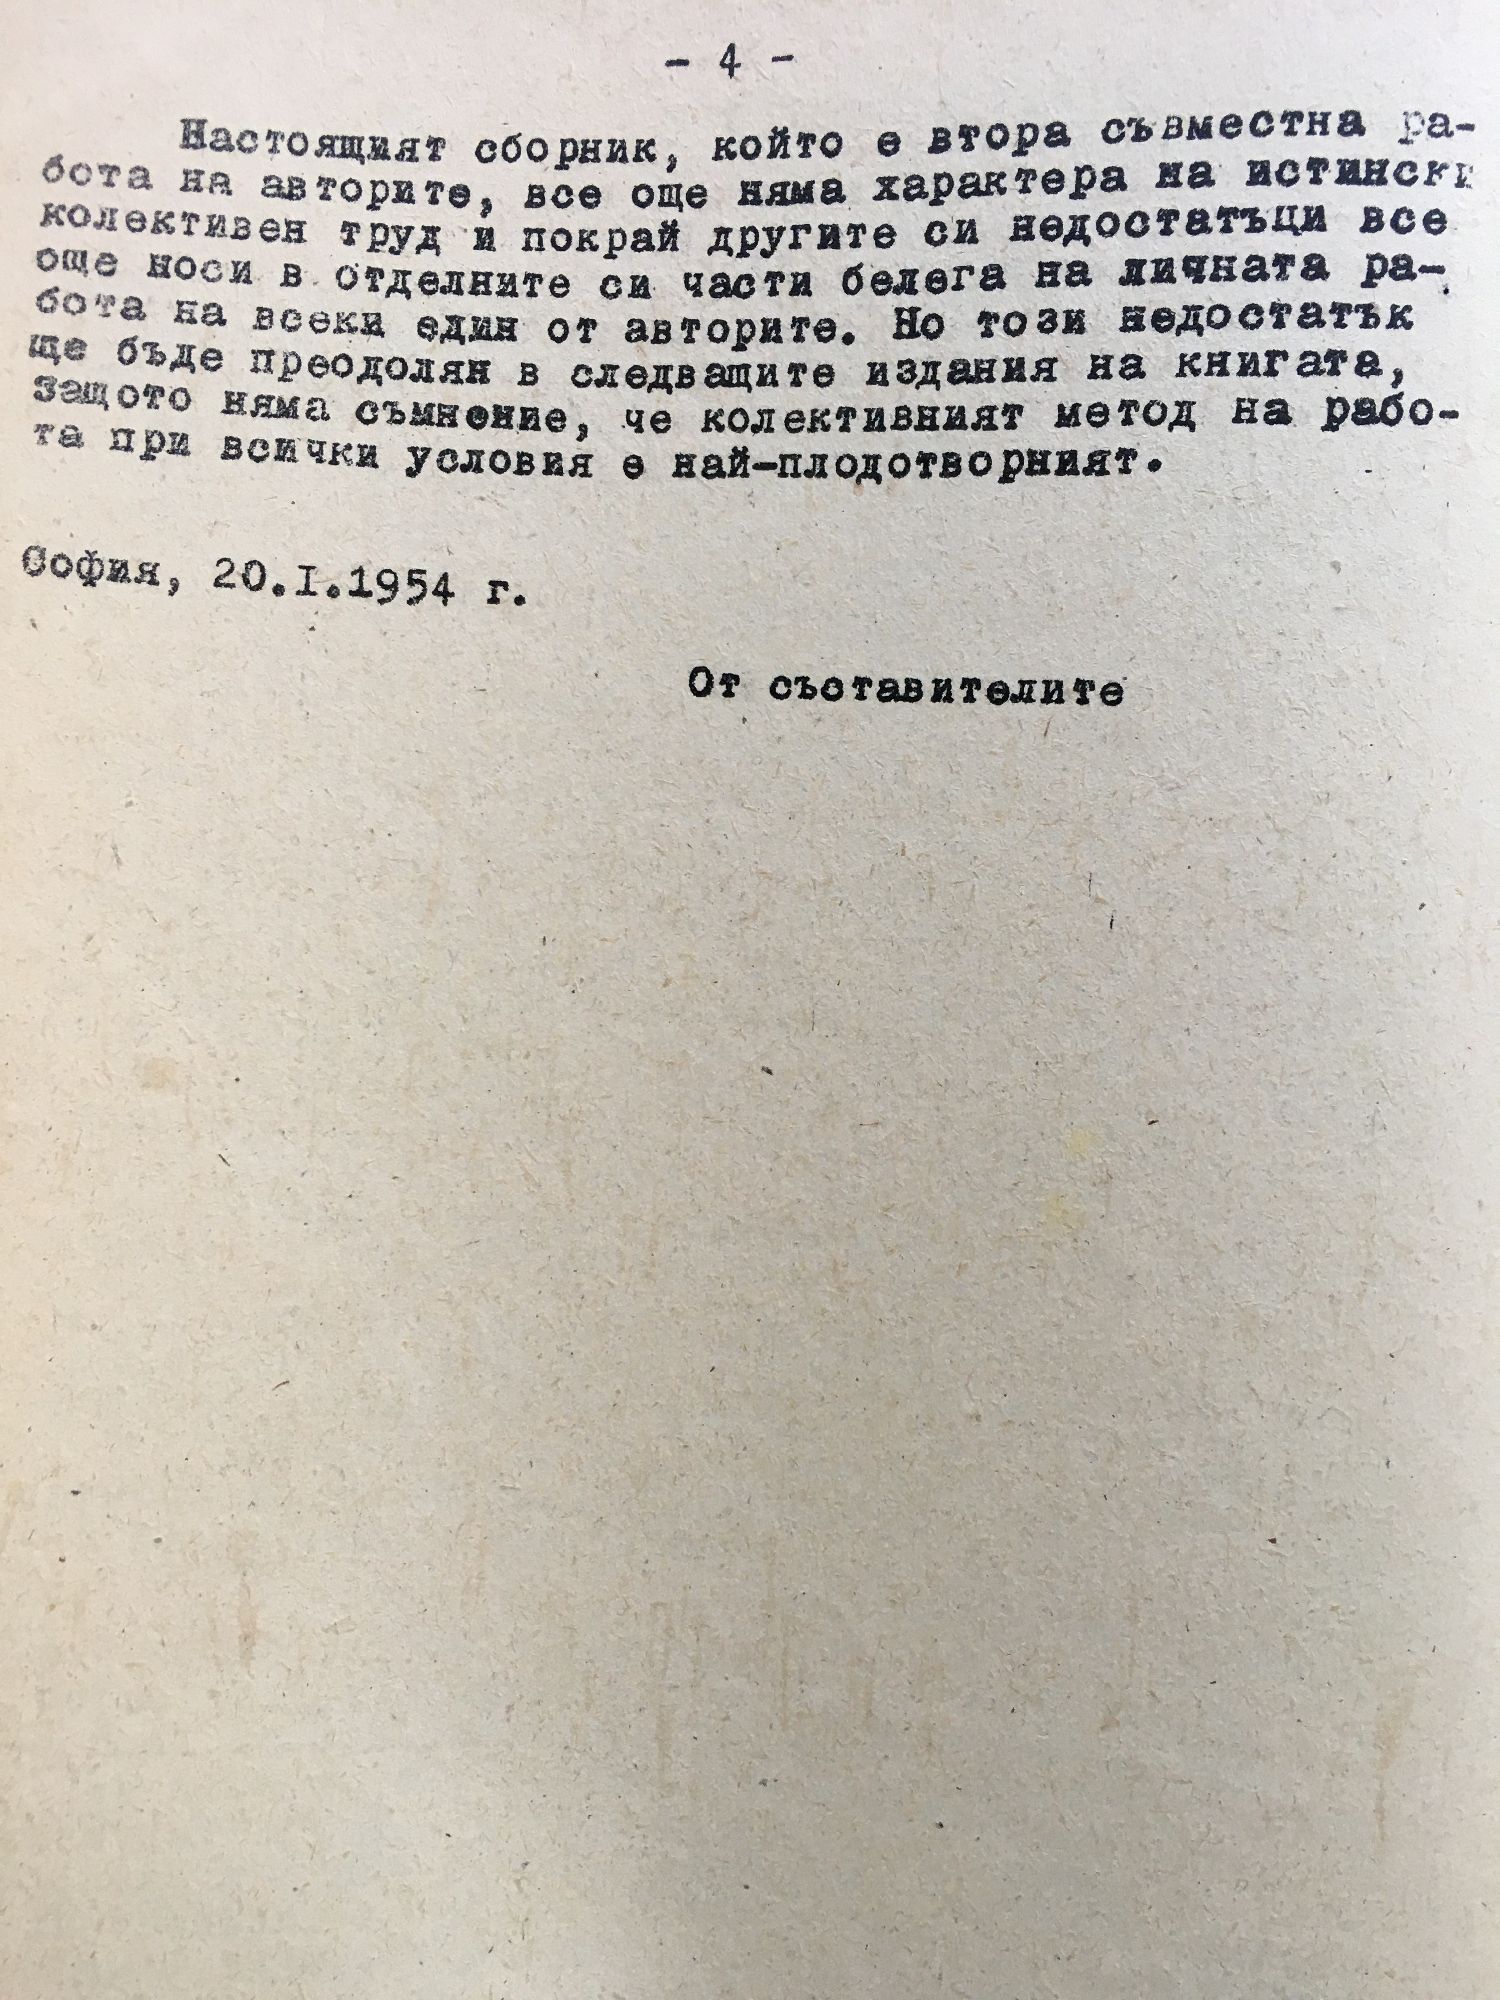 - 4 -
Настоящият сборник, който е втора съвместна ра-
бота на авторите, все още няма характера на истински
колективен труд и покрай другите си недостатъци все
още носи в отделните си части белега на личната ра-
бота на всеки един от авторите. Но този недостатък
ще бъде преодолян в следващите издания на книгата,
защото няма съмнение, че колективният метод на рабо-
та при всички условия е най-плодотворният.
София, 20.I.1954 г.
От съставителите